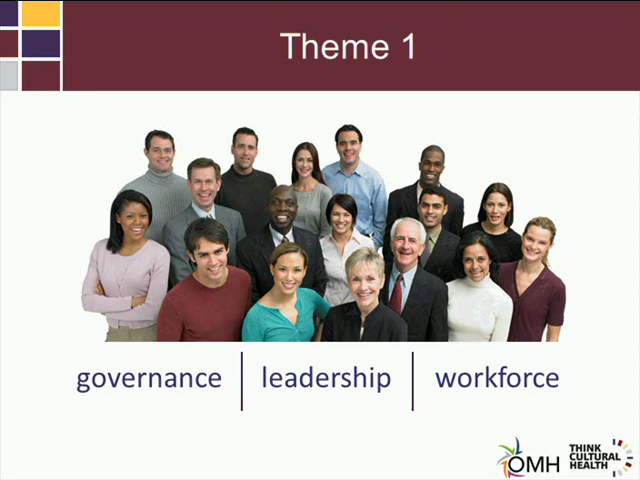 Theme 1
governance
leadership
workforce
OMH
THINK
CULTURAL
HEALTH